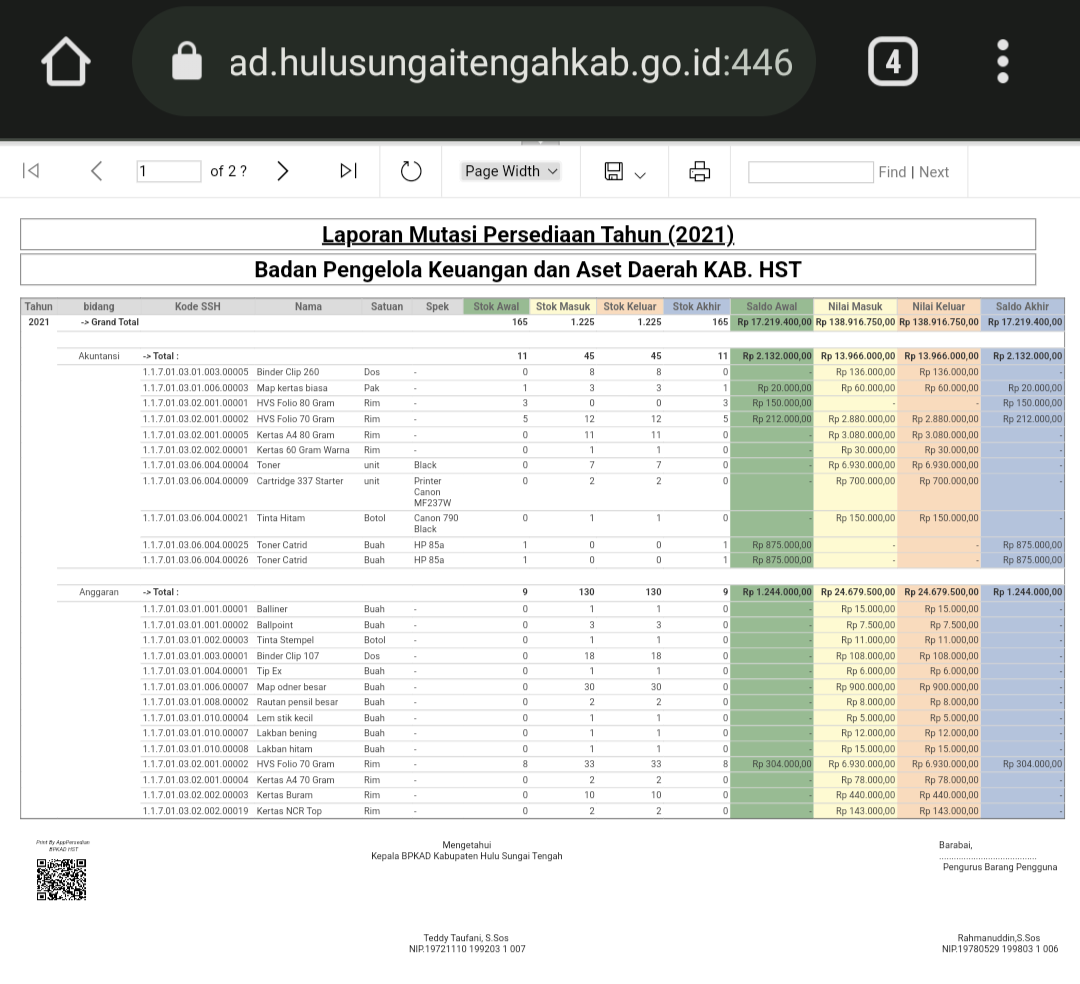 ad.hulusungaitengahkab.go.id:446
4
1 of 2 ? Page Width Find | Next
Laporan Mutasi Persediaan Tahun (2021)
Badan Pengelola Keuangan dan Aset Daerah KAB. HST
Tahun bidang Kode SSH Nama Satuan Spek Stok Awal Stok Masuk Stok Keluar Stok Akhir Saldo Awal Nilai Masuk Nilai Keluar Saldo Akhir
2021 -> Grand Total 165 1.225 1.225 165 Rp 17.219.400,00 Rp 138.916.750,00 Rp 138.916.750,00 Rp 17.219.400,00
Akuntansi -> Total : 11 45 45 11 Rp 2.132.000,00 Rp 13.966.000,00 Rp 13.966.000,00 Rp 2.132.000,00
1.1.7.01.03.01.003.00005 Binder Clip 260 Dos - 0 8 8 0 - Rp 136.000,00 Rp 136.000,00 -
1.1.7.01.03.01.006.00003 Map kertas biasa Pak - 1 3 3 1 Rp 20.000,00 Rp 60.000,00 Rp 60.000,00 Rp 20.000,00
1.1.7.01.03.02.001.00001 HVS Folio 80 Gram Rim - 3 0 0 3 Rp 150.000,00 - - Rp 150.000,00
1.1.7.01.03.02.001.00002 HVS Folio 70 Gram Rim - 5 12 12 5 Rp 212.000,00 Rp 2.880.000,00 Rp 2.880.000,00 Rp 212.000,00
1.1.7.01.03.02.001.00005 Kertas A4 80 Gram Rim - 0 11 11 0 - Rp 3.080.000,00 Rp 3.080.000,00 -
1.1.7.01.03.02.002.00001 Kertas 60 Gram Warna Rim - 0 1 1 0 - Rp 30.000,00 Rp 30.000,00 -
1.1.7.01.03.06.004.00004 Toner unit Black 0 7 7 0 - Rp 6.930.000,00 Rp 6.930.000,00 -
1.1.7.01.03.06.004.00009 Cartridge 337 Starter unit Printer 0 2 2 0 - Rp 700.000,00 Rp 700.000,00 -
Canon
MF237W
1.1.7.01.03.06.004.00021 Tinta Hitam Botol Canon 790 0 1 1 0 - Rp 150.000,00 Rp 150.000,00 -
Black
1.1.7.01.03.06.004.00025 Toner Catrid Buah HP 85a 1 0 0 1 Rp 875.000,00 - - Rp 875.000,00
1.1.7.01.03.06.004.00026 Toner Catrid Buah HP 85a 1 0 0 1 Rp 875.000,00 - - Rp 875.000,00
Anggaran -> Total : 9 130 130 9 Rp 1.244.000,00 Rp 24.679.500,00 Rp 24.679.500,00 Rp 1.244.000,00
1.1.7.01.03.01.001.00001 Balliner Buah - 0 1 1 0 - Rp 15.000,00 Rp 15.000,00 -
1.1.7.01.03.01.001.00002 Ballpoint Buah - 0 3 3 0 - Rp 7.500,00 Rp 7.500,00 -
1.1.7.01.03.01.002.00003 Tinta Stempel Botol - 0 1 1 0 - Rp 11.000,00 Rp 11.000,00 -
1.1.7.01.03.01.003.00001 Binder Clip 107 Dos - 0 18 18 0 - Rp 108.000,00 Rp 108.000,00 -
1.1.7.01.03.01.004.00001 Tip Ex Buah - 0 1 1 0 - Rp 6.000,00 Rp 6.000,00 -
1.1.7.01.03.01.006.00007 Map odner besar Buah - 0 30 30 0 - Rp 900.000,00 Rp 900.000,00 -
1.1.7.01.03.01.008.00002 Rautan pensil besar Buah - 0 2 2 0 - Rp 8.000,00 Rp 8.000,00 -
1.1.7.01.03.01.010.00004 Lem stik kecil Buah - 0 1 1 0 - Rp 5.000,00 Rp 5.000,00 -
1.1.7.01.03.01.010.00007 Lakban bening Buah - 0 1 1 0 - Rp 12.000,00 Rp 12.000,00 -
1.1.7.01.03.01.010.00008 Lakban hitam Buah - 0 1 1 0 - Rp 15.000,00 Rp 15.000,00 -
1.1.7.01.03.02.001.00002 HVS Folio 70 Gram Rim - 8 33 33 8 Rp 304.000,00 Rp 6.930.000,00 Rp 6.930.000,00 Rp 304.000,00
1.1.7.01.03.02.001.00004 Kertas A4 70 Gram Rim - 0 2 2 0 - Rp 78.000,00 Rp 78.000,00 -
1.1.7.01.03.02.002.00003 Kertas Buram Rim - 0 10 10 0 - Rp 440.000,00 Rp 440.000,00 -
1.1.7.01.03.02.002.00019 Kertas NCR Top Rim - 0 2 2 0 - Rp 143.000,00 Rp 143.000,00 -
Print By AppPersedian
BPKAD HST
Mengetahui
Kepala BPKAD Kabupaten Hulu Sungai Tengah
Barabai,
........................................
Pengurus Barang Pengguna
Teddy Taufani, S.Sos
NIP.19721110 199203 1 007
Rahmanuddin,S.Sos
NIP.19780529 199803 1 006